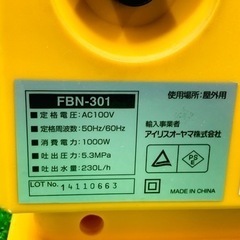 FBN-301
使用場所:屋外用
■ 定格電圧:AC100V
■ 定格周波数:50Hz/60Hz
■ 消費電力:1000W
■ 吐出圧力:5.3MPa
■ 吐出水量:230L/h
輸入事業者
アイリスオーヤマ株式会社
PSE
LOT No. 14110663
MADE IN CHINA